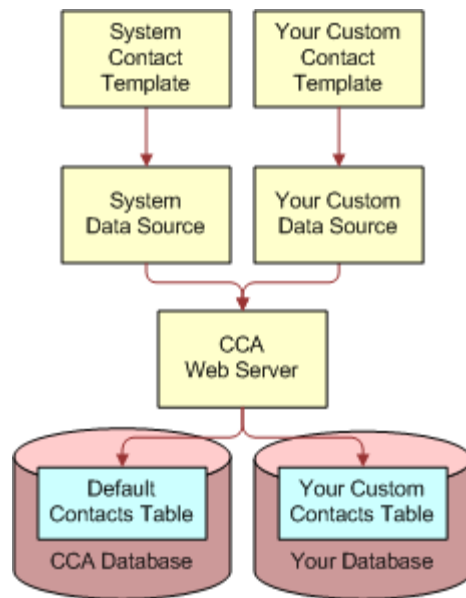 System
Contact
Template
Your Custom
Contact
Template
System
Data Source
Your Custom
Data Source
CCA
Web Server
Default
Contacts Table
CCA Database
Your Custom
Contacts Table
Your Database